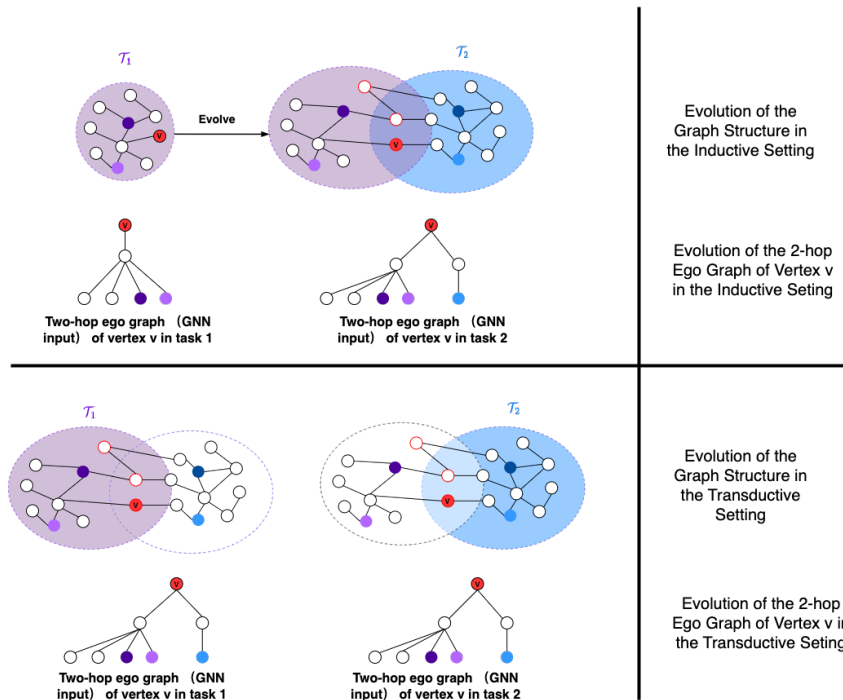 𝒯₁
𝒯₂
Evolve
v
v
Evolution of the
Graph Structure in
the Inductive Setting
v
v
Two-hop ego graph （GNN
input） of vertex v in task 1
Two-hop ego graph （GNN
input） of vertex v in task 2
Evolution of the 2-hop
Ego Graph of Vertex v
in the Inductive Seting
𝒯₁
𝒯₂
v
v
Evolution of the
Graph Structure in
the Transductive
Setting
v
v
Two-hop ego graph （GNN
input） of vertex v in task 1
Two-hop ego graph （GNN
input） of vertex v in task 2
Evolution of the 2-hop
Ego Graph of Vertex v in
the Transductive Seting